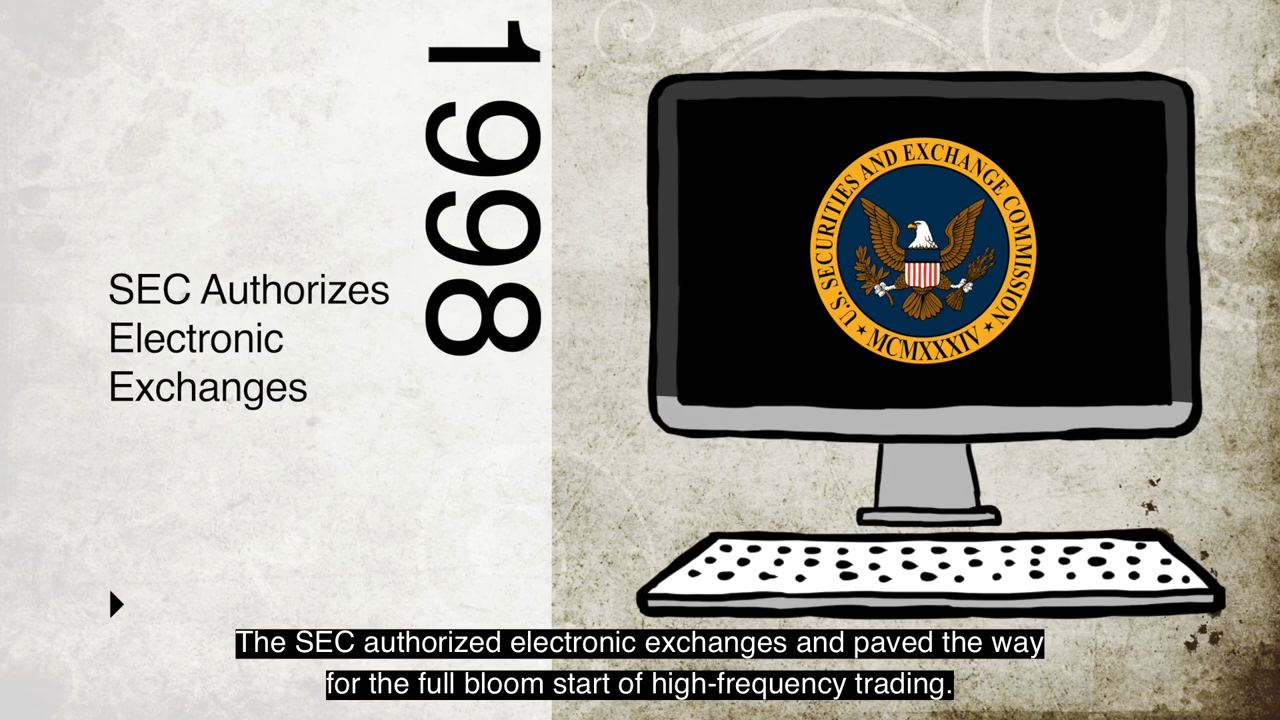 1998
SEC Authorizes
Electronic
Exchanges
U.S. SECURITIES AND EXCHANGE COMMISSION
MCMXXXIV
The SEC authorized electronic exchanges and paved the way
for the full bloom start of high-frequency trading.